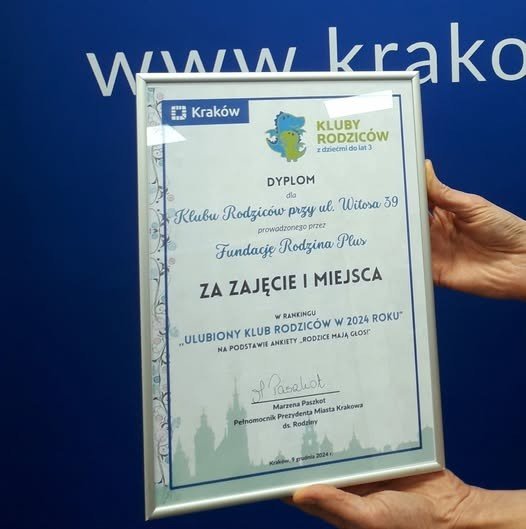 www.krako
Kraków
KLUBY
RODZICÓW
z dziećmi do lat 3
DYPLOM
dla
Klubu Rodziców przy ul. Witosa 39
prowadzonego przez
Fundację Rodzina Plus
ZA ZAJĘCIE I MIEJSCA
W RANKINGU
„ULUBIONY KLUB RODZICÓW W 2024 ROKU”
NA PODSTAWIE ANKIETY „RODZICE MAJĄ GŁOS!”
M Paszkot
Marzena Paszkot
Pełnomocnik Prezydenta Miasta Krakowa
ds. Rodziny
Kraków, 9 grudnia 2024 r.